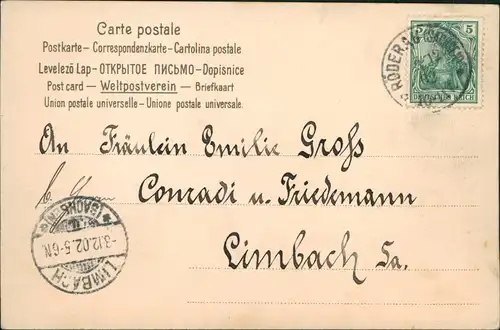 Carte postale
Postkarte – Correspondenzkarte – Cartolina postale
Levelező Lap – ОТКРЫТОЕ ПИСЬМО – Dopisnice
Post card – Weltpostverein – Briefkaart
Union postale universelle – Unione postale universale.
5
DEUTSCHES REICH
RÖDERAU
An Fräulein Emilie Groß
Conradi u. Friedemann
Limbach Sa.
(SACHSEN)
-3.12.02.5-6N.
LIMBACH